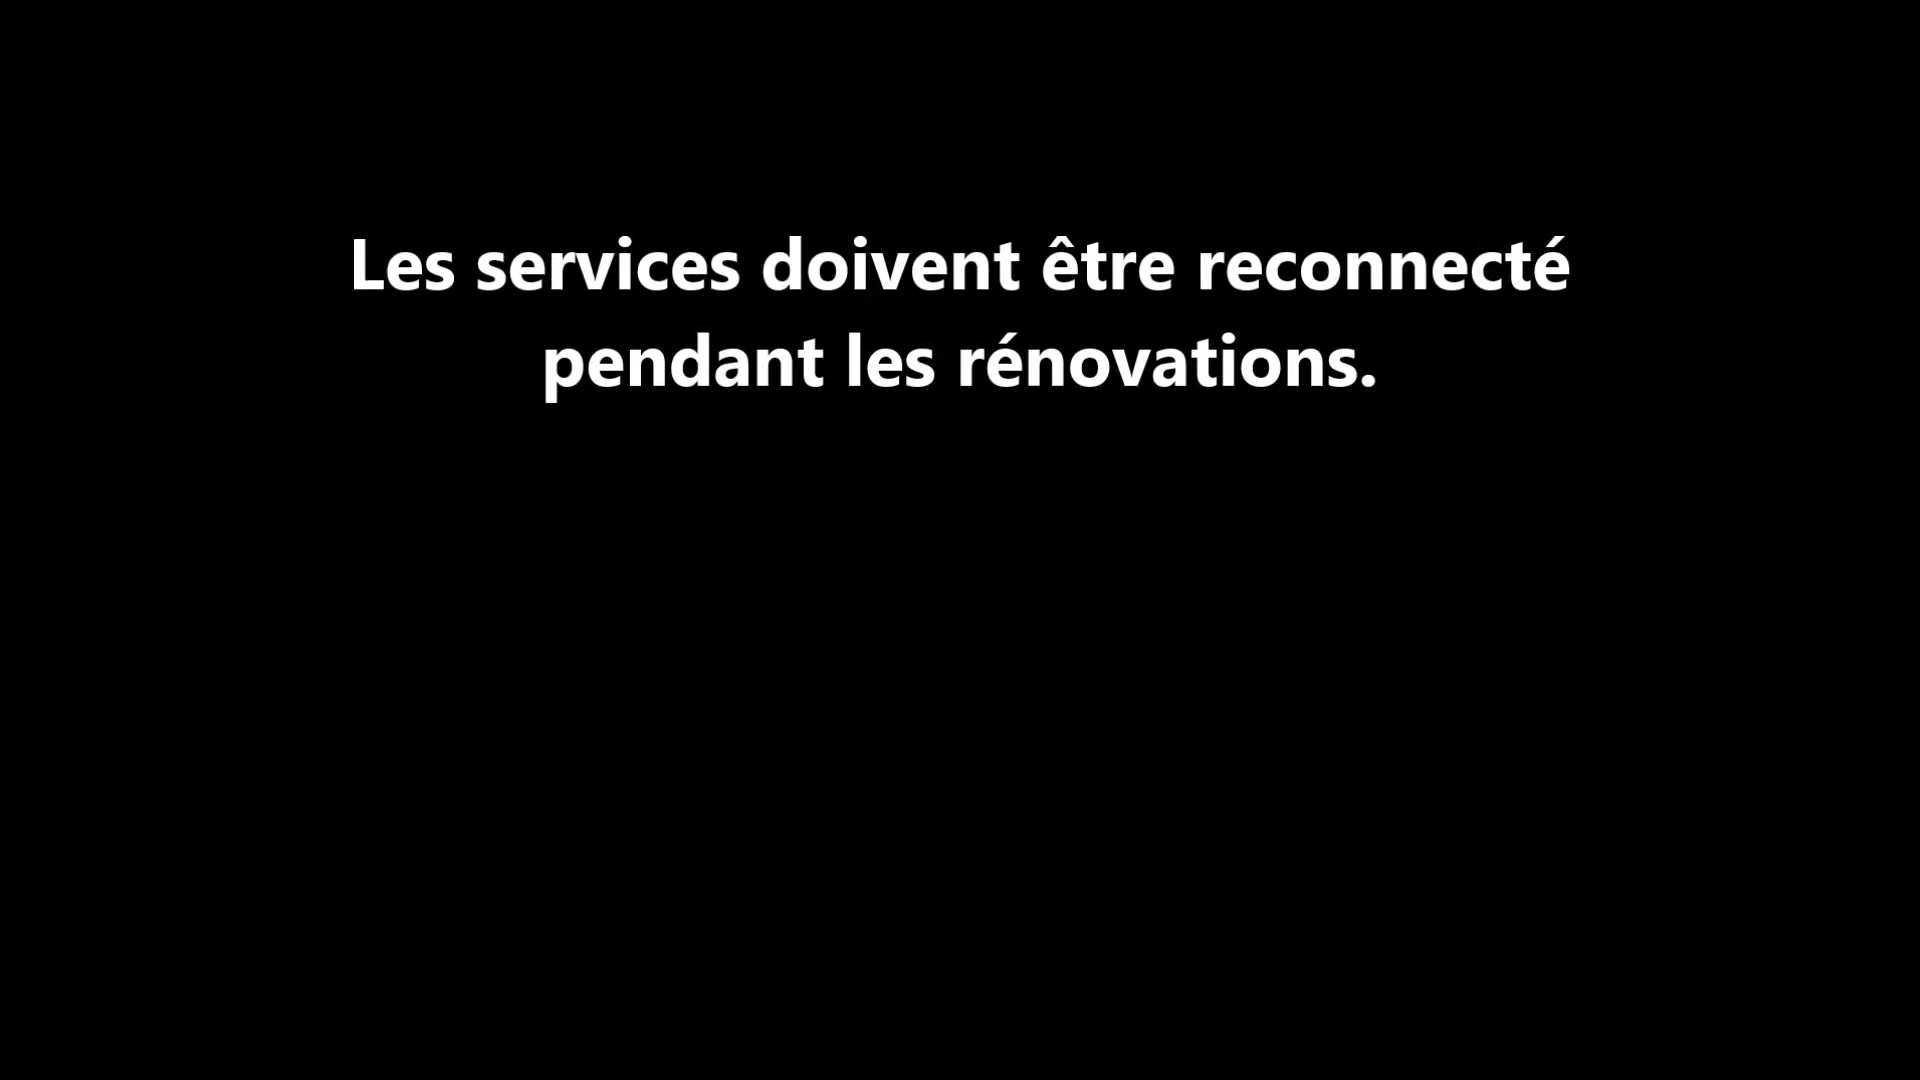 Les services doivent être reconnecté
pendant les rénovations.